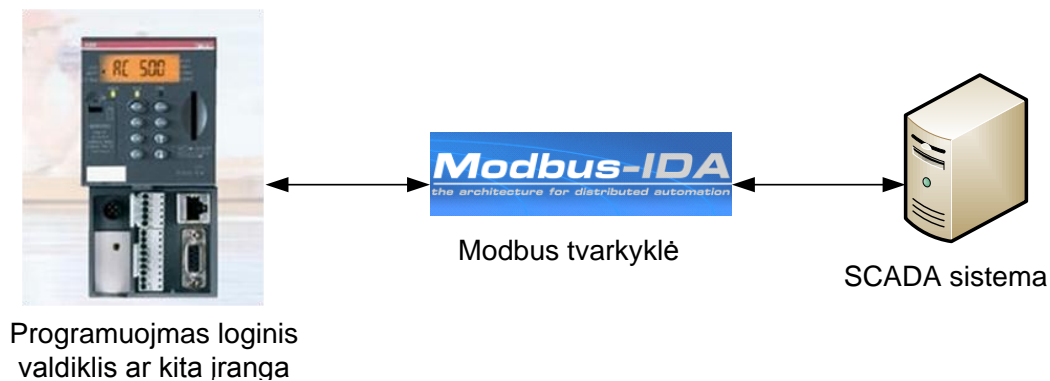 AC 500
Modbus-IDA
the architecture for distributed automation
Modbus tvarkyklė
SCADA sistema
Programuojmas loginis
valdiklis ar kita įranga